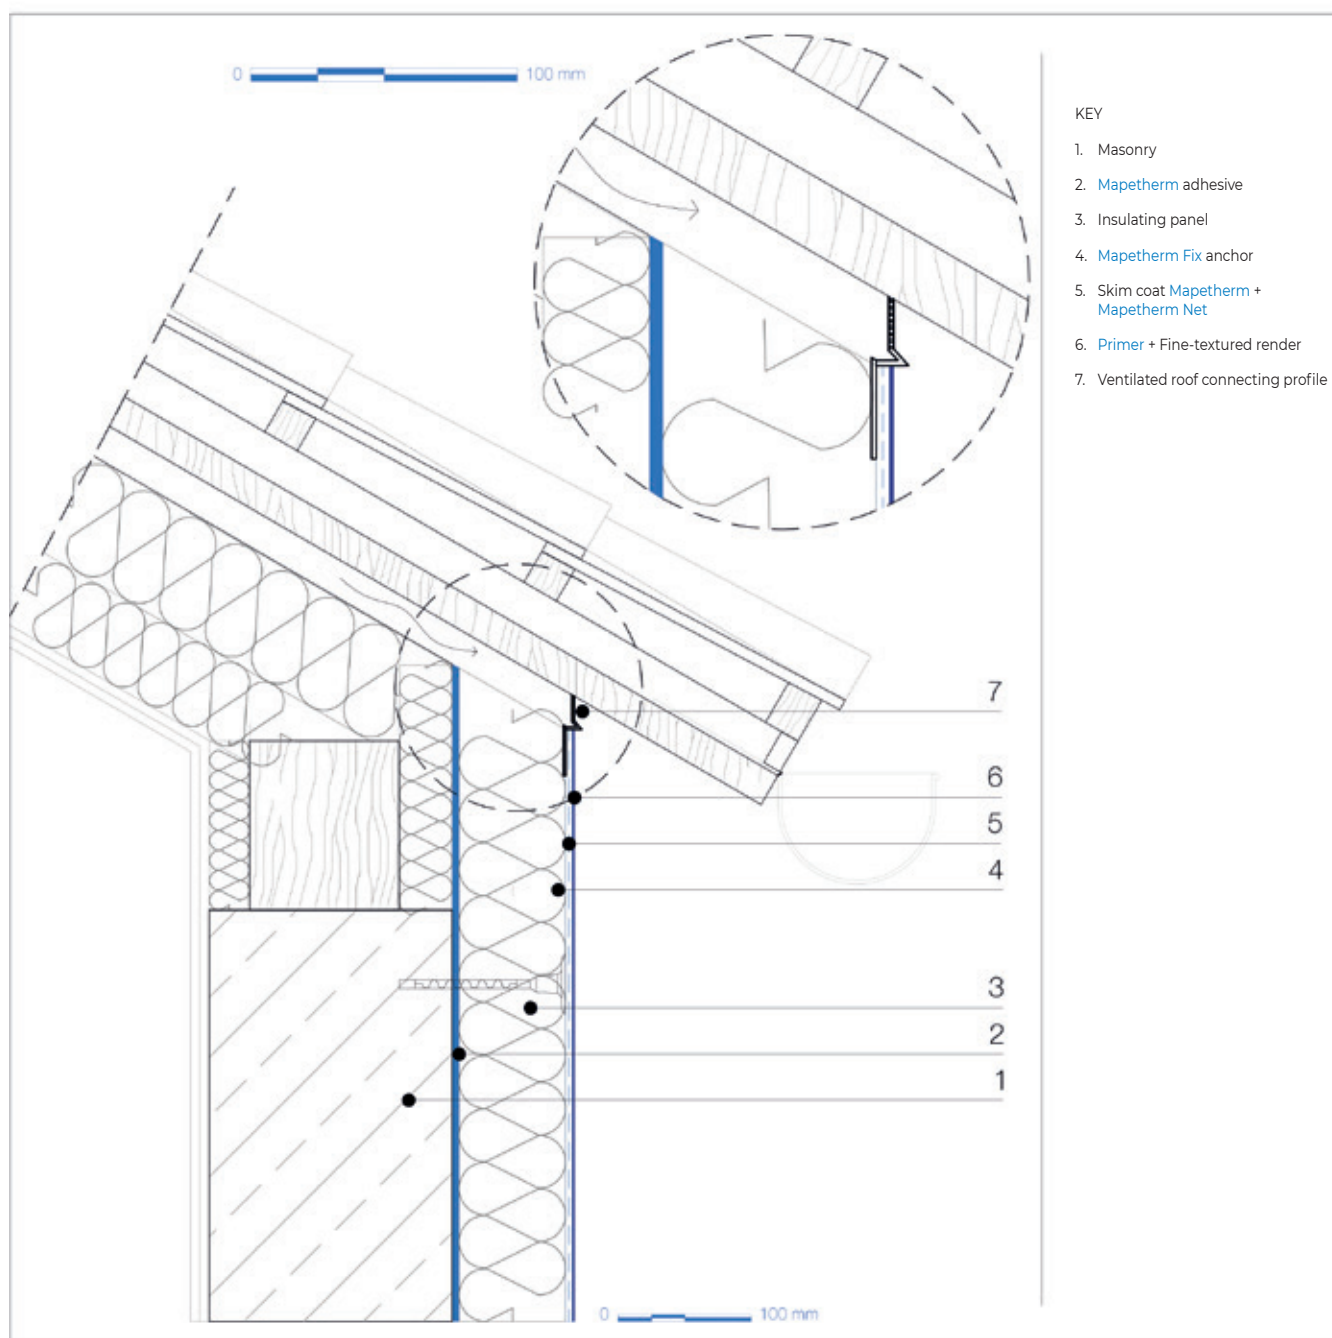 0 100 mm
KEY
1. Masonry
2. Mapetherm adhesive
3. Insulating panel
4. Mapetherm Fix anchor
5. Skim coat Mapetherm +
Mapetherm Net
6. Primer + Fine-textured render
7. Ventilated roof connecting profile
7
6
5
4
3
2
1
0 100 mm